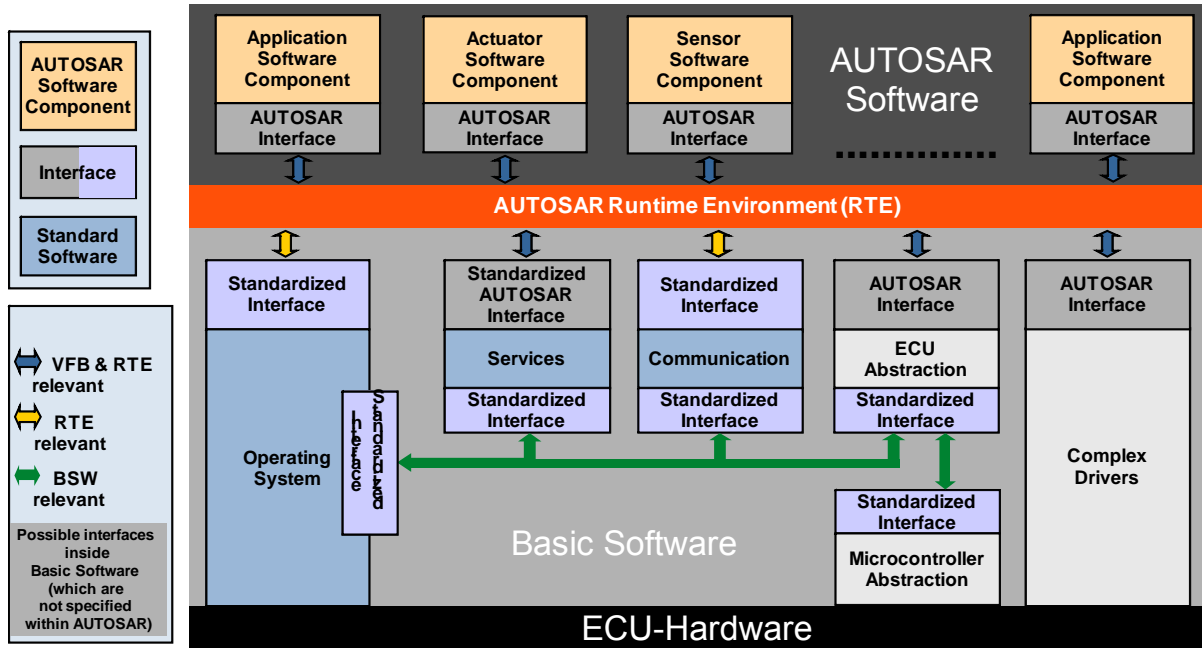 AUTOSAR
Software
Component
Interface
Standard
Software
VFB & RTE
relevant
RTE
relevant
BSW
relevant
Possible interfaces
inside
Basic Software
(which are
not specified
within AUTOSAR)
Application
Software
Component
AUTOSAR
Interface
Actuator
Software
Component
AUTOSAR
Interface
Sensor
Software
Component
AUTOSAR
Interface
AUTOSAR
Software
Application
Software
Component
AUTOSAR
Interface
AUTOSAR Runtime Environment (RTE)
Standardized
Interface
Operating
System
Standardized
Interface
Standardized
AUTOSAR
Interface
Services
Standardized
Interface
Standardized
Interface
Communication
Standardized
Interface
AUTOSAR
Interface
ECU
Abstraction
Standardized
Interface
Standardized
Interface
Microcontroller
Abstraction
AUTOSAR
Interface
Complex
Drivers
Basic Software
ECU-Hardware